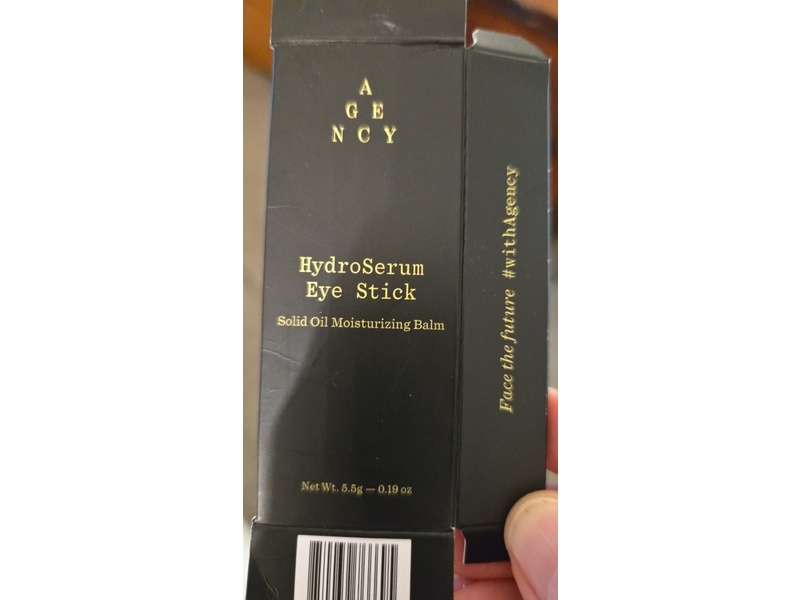 A
GE
NCY
HydroSerum
Eye Stick
Solid Oil Moisturizing Balm
Net Wt. 5.5g — 0.19 oz
Face the future #withAgency